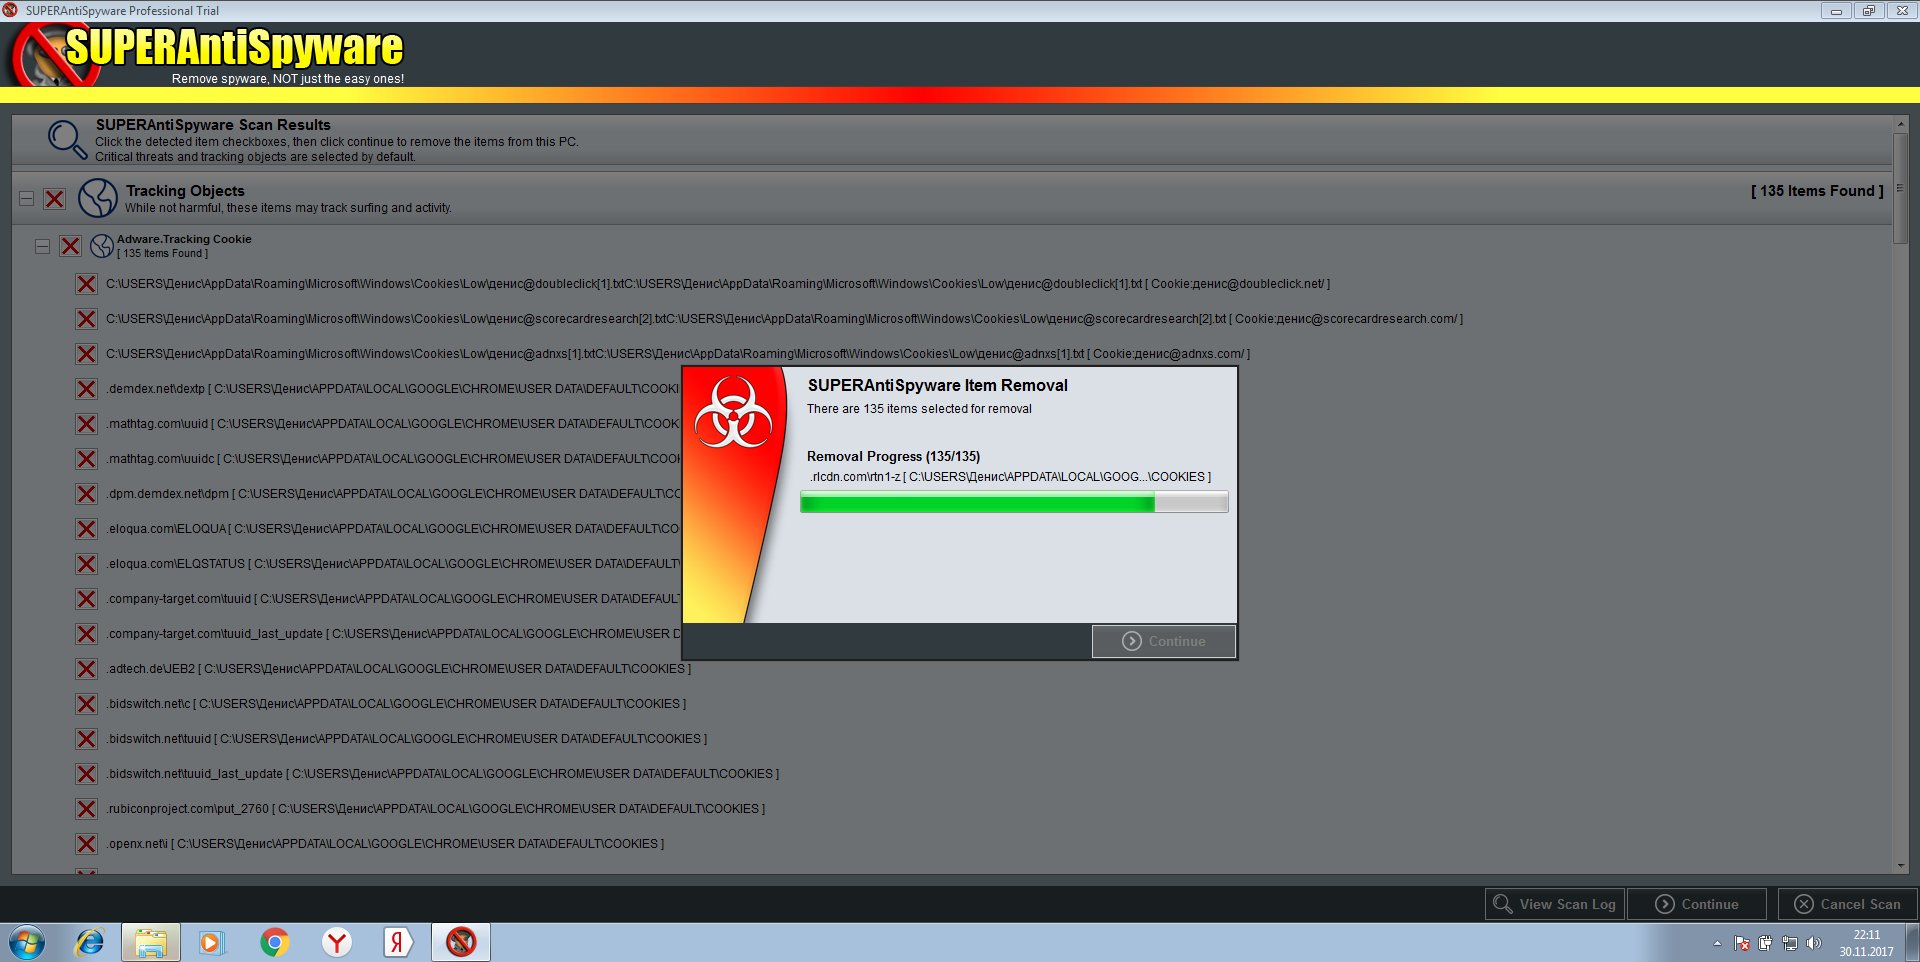 SUPERAntiSpyware Professional Trial
SUPERAntiSpyware
Remove spyware, NOT just the easy ones!
SUPERAntiSpyware Scan Results
Click the detected item checkboxes, then click continue to remove the items from this PC.
Critical threats and tracking objects are selected by default.
Tracking Objects
[ 135 Items Found ]
While not harmful, these items may track surfing and activity.
Adware.Tracking Cookie
[ 135 Items Found ]
C:\USERS\Денис\AppData\Roaming\Microsoft\Windows\Cookies\Low\денис@doubleclick[1].txtC:\USERS\Денис\AppData\Roaming\Microsoft\Windows\Cookies\Low\денис@doubleclick[1].txt [ Cookie:денис@doubleclick.net/ ]
C:\USERS\Денис\AppData\Roaming\Microsoft\Windows\Cookies\Low\денис@scorecardresearch[2].txtC:\USERS\Денис\AppData\Roaming\Microsoft\Windows\Cookies\Low\денис@scorecardresearch[2].txt [ Cookie:денис@scorecardresearch.com/ ]
C:\USERS\Денис\AppData\Roaming\Microsoft\Windows\Cookies\Low\денис@adnxs[1].txtC:\USERS\Денис\AppData\Roaming\Microsoft\Windows\Cookies\Low\денис@adnxs[1].txt [ Cookie:денис@adnxs.com/ ]
.demdex.net\dextp [ C:\USERS\Денис\APPDATA\LOCAL\GOOGLE\CHROME\USER DATA\DEFAULT\COOKI
.mathtag.com\uuid [ C:\USERS\Денис\APPDATA\LOCAL\GOOGLE\CHROME\USER DATA\DEFAULT\COOK
.mathtag.com\uuidc [ C:\USERS\Денис\APPDATA\LOCAL\GOOGLE\CHROME\USER DATA\DEFAULT\COO
.dpm.demdex.net\dpm [ C:\USERS\Денис\APPDATA\LOCAL\GOOGLE\CHROME\USER DATA\DEFAULT\CO
.eloqua.com\ELOQUA [ C:\USERS\Денис\APPDATA\LOCAL\GOOGLE\CHROME\USER DATA\DEFAULT\CO
.eloqua.com\ELQSTATUS [ C:\USERS\Денис\APPDATA\LOCAL\GOOGLE\CHROME\USER DATA\DEFAULT\
.company-target.com\tuuid [ C:\USERS\Денис\APPDATA\LOCAL\GOOGLE\CHROME\USER DATA\DEFAUL
.company-target.com\tuuid_last_update [ C:\USERS\Денис\APPDATA\LOCAL\GOOGLE\CHROME\USER D
.adtech.de\JEB2 [ C:\USERS\Денис\APPDATA\LOCAL\GOOGLE\CHROME\USER DATA\DEFAULT\COOKIES ]
.bidswitch.net\c [ C:\USERS\Денис\APPDATA\LOCAL\GOOGLE\CHROME\USER DATA\DEFAULT\COOKIES ]
.bidswitch.net\tuuid [ C:\USERS\Денис\APPDATA\LOCAL\GOOGLE\CHROME\USER DATA\DEFAULT\COOKIES ]
.bidswitch.net\tuuid_last_update [ C:\USERS\Денис\APPDATA\LOCAL\GOOGLE\CHROME\USER DATA\DEFAULT\COOKIES ]
.rubiconproject.com\put_2760 [ C:\USERS\Денис\APPDATA\LOCAL\GOOGLE\CHROME\USER DATA\DEFAULT\COOKIES ]
.openx.net\i [ C:\USERS\Денис\APPDATA\LOCAL\GOOGLE\CHROME\USER DATA\DEFAULT\COOKIES ]
SUPERAntiSpyware Item Removal
There are 135 items selected for removal
Removal Progress (135/135)
.rlcdn.com\rtn1-z [ C:\USERS\Денис\APPDATA\LOCAL\GOOG...\COOKIES ]
Continue
View Scan Log
Continue
Cancel Scan
22:11
30.11.2017